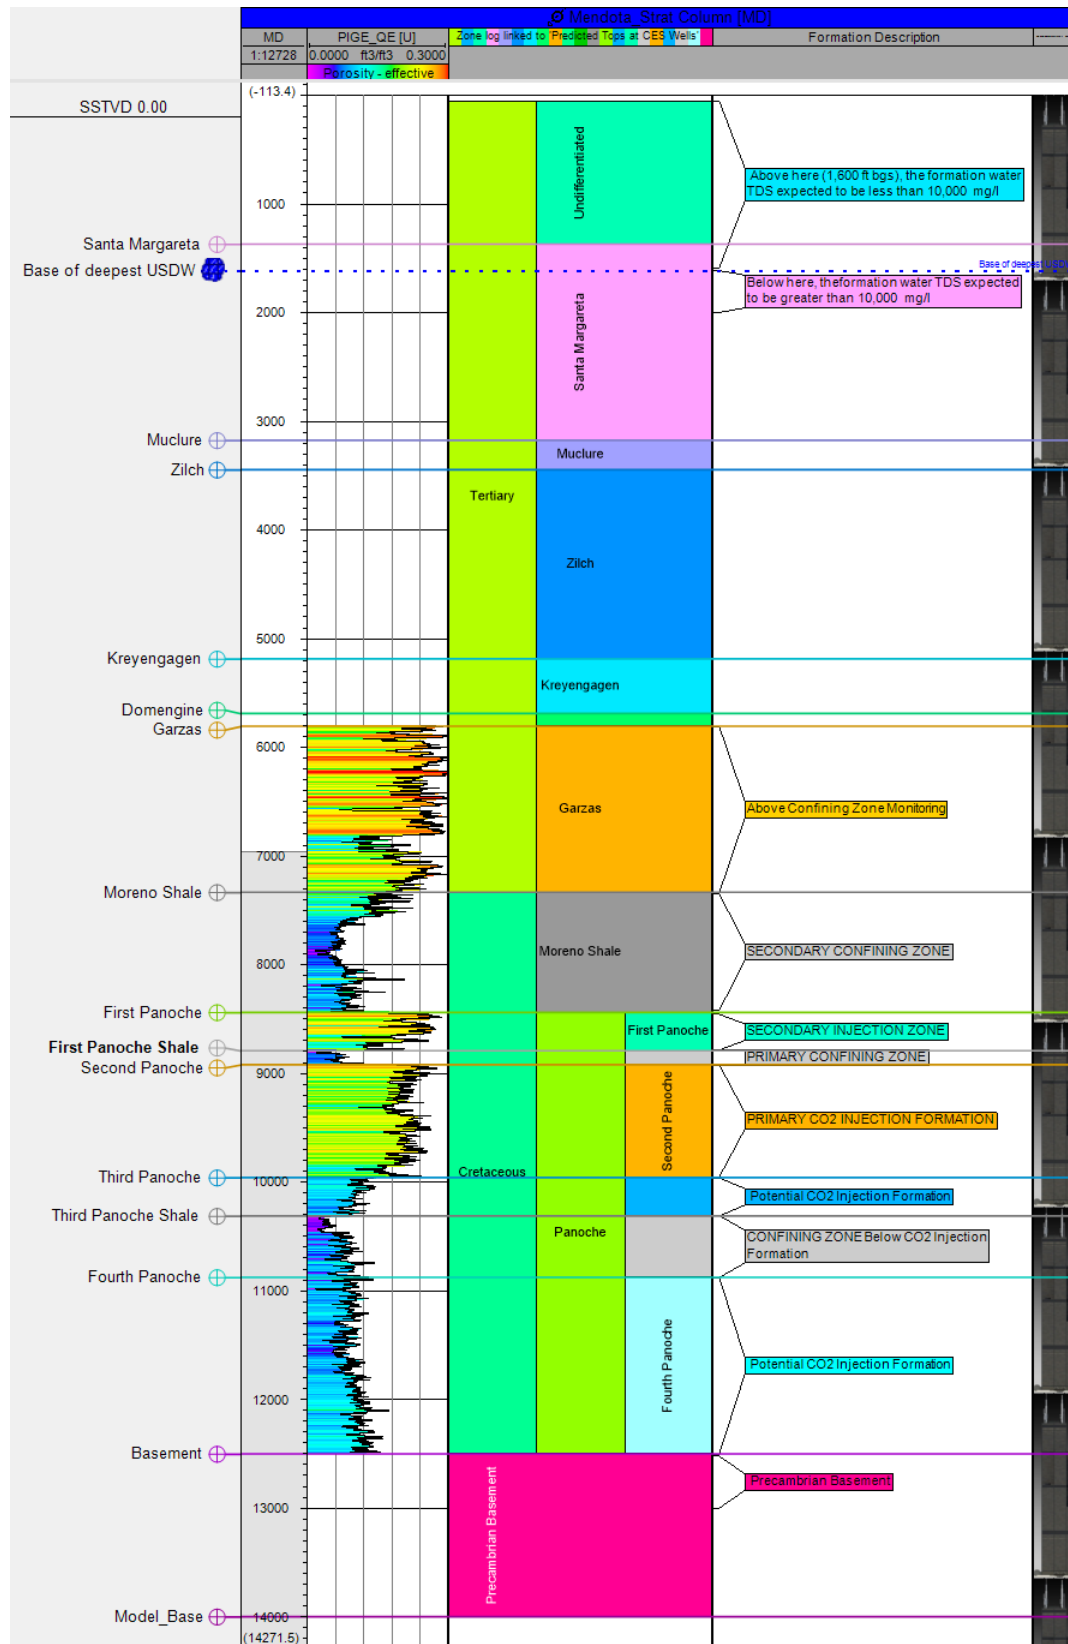 Mendota_Strat Column [MD]
MD
PIGE_QE [U]
Zone log linked to 'Predicted Tops at CES Wells'
Formation Description
1:12728
0.0000 ft3/ft3 0.3000
Porosity - effective
(-113.4)
SSTVD 0.00
Undifferentiated
Above here (1,600 ft bgs), the formation water
TDS expected to be less than 10,000 mg/l
1000
Santa Margareta
Base of deepest USDW
Base of deepest USDW
Below here, theformation water TDS expected
to be greater than 10,000 mg/l
2000
Santa Margareta
3000
Muclure
Muclure
Zilch
Tertiary
4000
Zilch
5000
Kreyengagen
Kreyengagen
Domengine
Garzas
6000
Garzas
Above Confining Zone Monitoring
7000
Moreno Shale
Moreno Shale
SECONDARY CONFINING ZONE
8000
First Panoche
First Panoche
SECONDARY INJECTION ZONE
First Panoche Shale
PRIMARY CONFINING ZONE
Second Panoche
9000
Second Panoche
PRIMARY CO2 INJECTION FORMATION
Cretaceous
Third Panoche
10000
Potential CO2 Injection Formation
Third Panoche Shale
Panoche
CONFINING ZONE Below CO2 Injection
Formation
Fourth Panoche
11000
Fourth Panoche
Potential CO2 Injection Formation
12000
Basement
Precambrian Basement
Precambrian Basement
13000
Model_Base
14000
(14271.5)